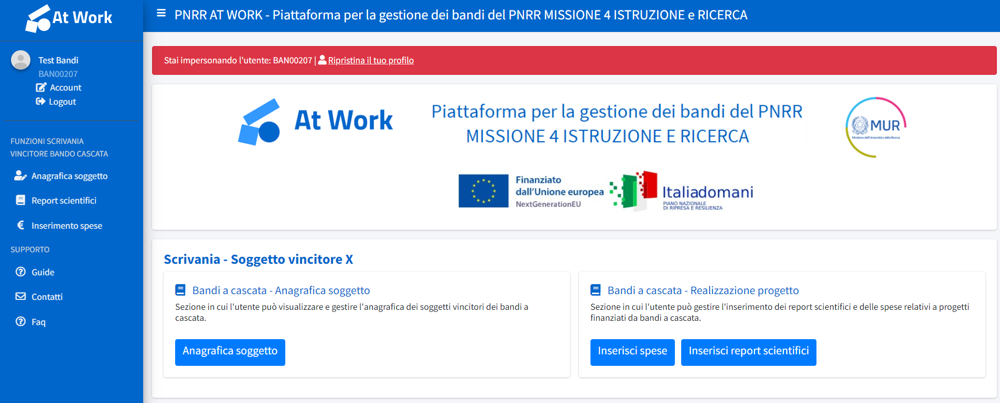 At Work
PNRR AT WORK - Piattaforma per la gestione dei bandi del PNRR MISSIONE 4 ISTRUZIONE e RICERCA
Test Bandi
BAN00207
Account
Logout
FUNZIONI SCRIVANIA
VINCITORE BANDO CASCATA
Anagrafica soggetto
Report scientifici
Inserimento spese
SUPPORTO
Guide
Contatti
Faq
Stai impersonando l'utente: BAN00207 | Ripristina il tuo profilo
At Work
Piattaforma per la gestione dei bandi del PNRR
MISSIONE 4 ISTRUZIONE E RICERCA
MUR
Ministero dell'Università e della Ricerca
Finanziato
dall'Unione europea
NextGenerationEU
Italiadomani
PIANO NAZIONALE
DI RIPRESA E RESILIENZA
Scrivania - Soggetto vincitore X
Bandi a cascata - Anagrafica soggetto
Sezione in cui l'utente può visualizzare e gestire l'anagrafica dei soggetti vincitori dei bandi a
cascata.
Anagrafica soggetto
Bandi a cascata - Realizzazione progetto
Sezione in cui l'utente può gestire l'inserimento dei report scientifici e delle spese relativi a progetti
finanziati da bandi a cascata.
Inserisci spese
Inserisci report scientifici